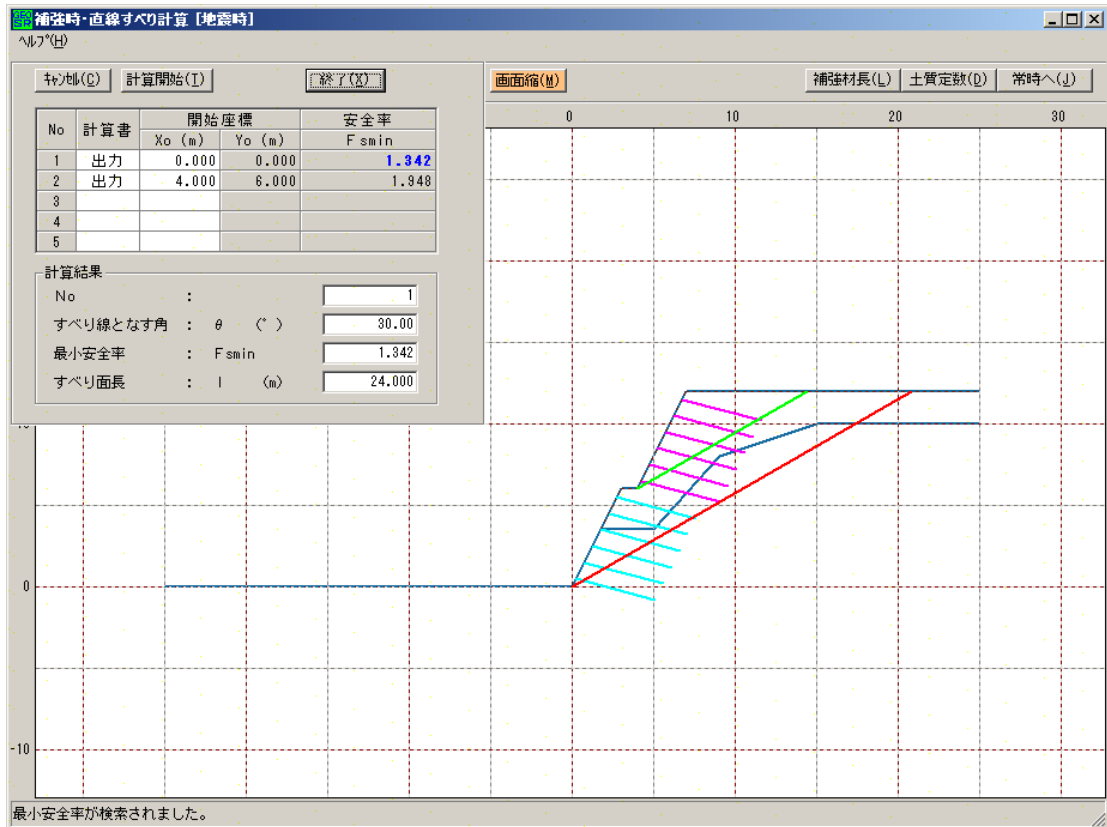 補強時・直線すべり計算 [地震時]
ヘルプ(H)
キャンセル(C) 計算開始(T) 終了(X) 画面縮(M) 補強材長(L) 土質定数(D) 常時へ(J)
No 計算書 開始座標 安全率
Xo (m) Yo (m) Fsmin
1 出力 0.000 0.000 1.342
2 出力 4.000 6.000 1.948
3
4
5
計算結果
No : 1
すべり線となす角 : θ (°) 30.00
最小安全率 : Fsmin 1.342
すべり面長 : l (m) 24.000
0 10 20 30
0
-10
最小安全率が検索されました。